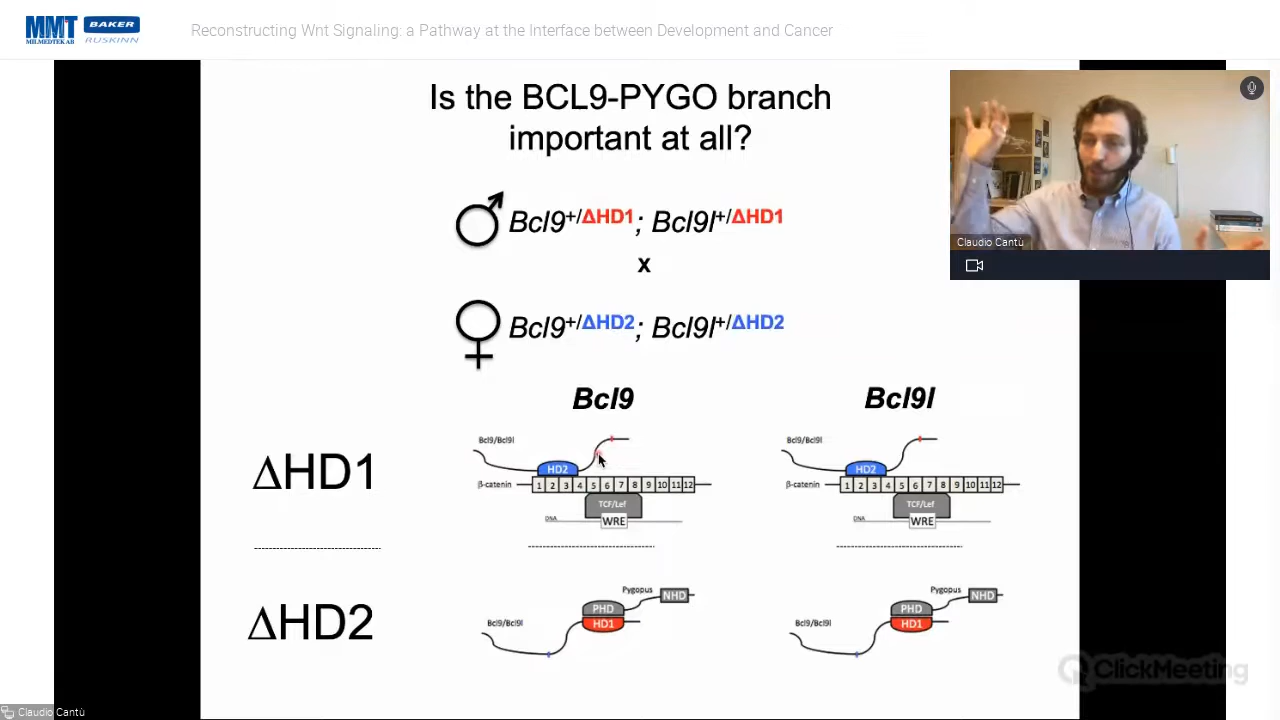 MMT
MILMEDTEK AB
BAKER
RUSKINN
Reconstructing Wnt Signaling: a Pathway at the Interface between Development and Cancer
Is the BCL9-PYGO branch
important at all?
♂ Bcl9+/ΔHD1; Bcl9l+/ΔHD1
x
♀ Bcl9+/ΔHD2; Bcl9l+/ΔHD2
Claudio Cantù
Bcl9
Bcl9l
ΔHD1
Bcl9/Bcl9l
HD2
β-catenin
1 2 3 4 5 6 7 8 9 10 11 12
TCF/Lef
DNA
WRE
Bcl9/Bcl9l
HD2
β-catenin
1 2 3 4 5 6 7 8 9 10 11 12
TCF/Lef
DNA
WRE
ΔHD2
Pygopus
NHD
PHD
HD1
Bcl9/Bcl9l
Pygopus
NHD
PHD
HD1
Bcl9/Bcl9l
ClickMeeting
Claudio Cantù